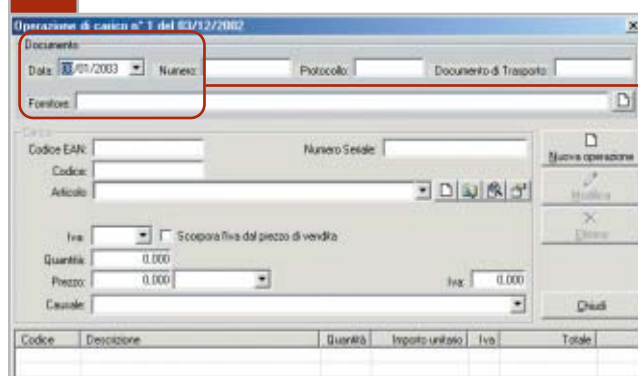 Operazione di carico n° 1 del 03/12/2002
Documento
Data: /01/2003 Numero: Protocollo: Documento di Trasporto:
Fornitore:
Carico
Codice EAN: Numero Seriale:
Codice:
Articolo:
Nuova operazione
Modifica
Elimina
Iva: Scorpora l'iva dal prezzo di vendita
Quantità: 0.000
Prezzo: 0.000 Iva: 0.000
Causale:
Chiudi
Codice Descrizione Quantità Importo unitario Iva Totale